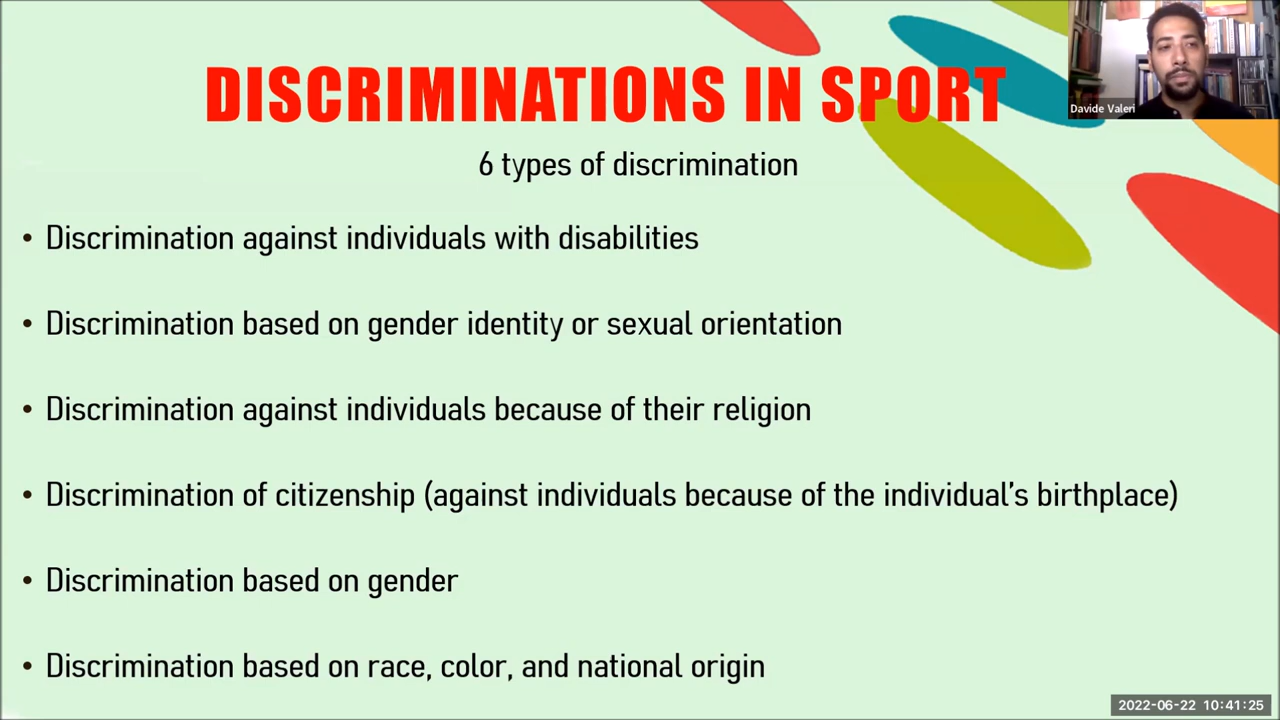 DISCRIMINATIONS IN SPORT
Davide Valeri
6 types of discrimination
• Discrimination against individuals with disabilities
• Discrimination based on gender identity or sexual orientation
• Discrimination against individuals because of their religion
• Discrimination of citizenship (against individuals because of the individual’s birthplace)
• Discrimination based on gender
• Discrimination based on race, color, and national origin
2022-06-22 10:41:25